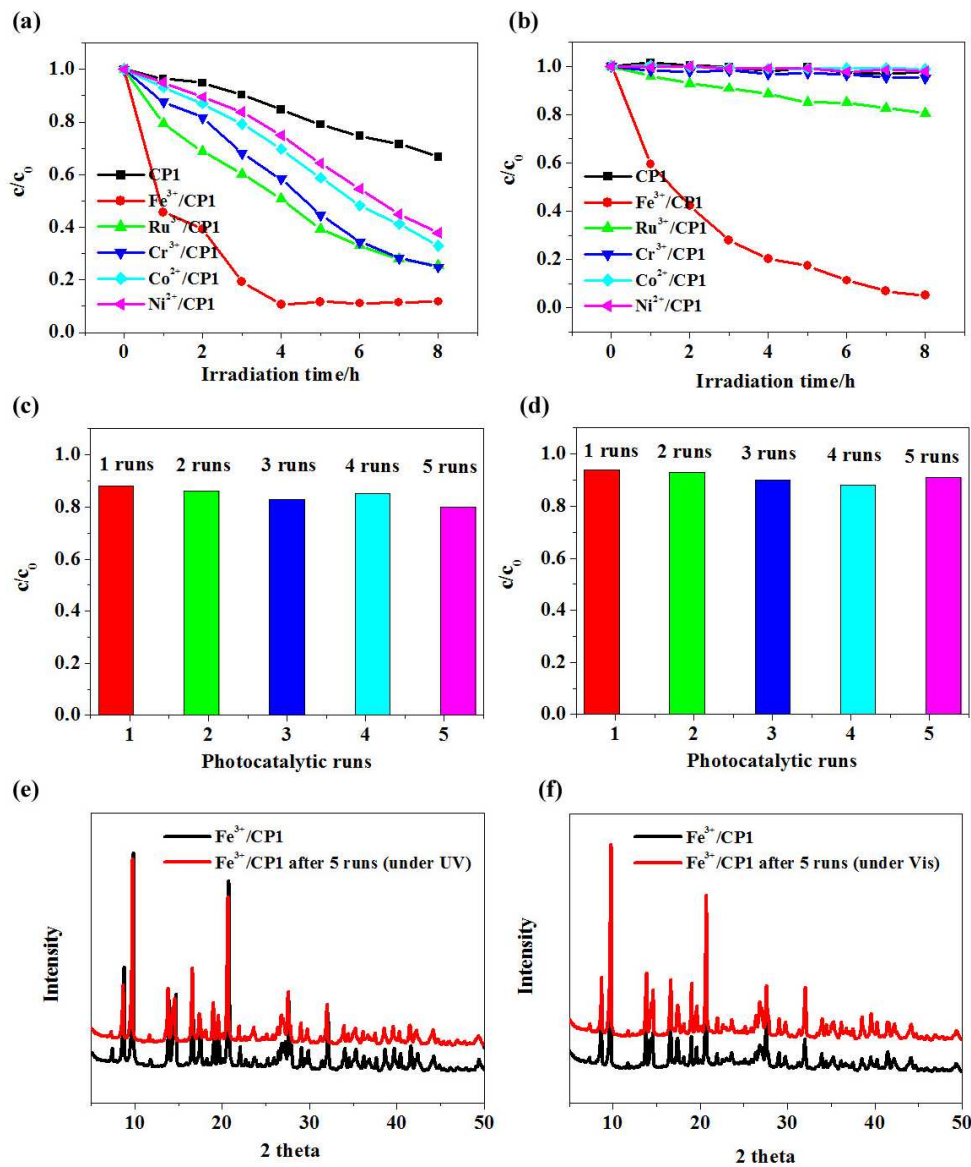 (a)
c/c₀
1.0
0.8
0.6
0.4
0.2
0.0
CP1
Fe³⁺/CP1
Ru³⁺/CP1
Cr³⁺/CP1
Co²⁺/CP1
Ni²⁺/CP1
0 2 4 6 8
Irradiation time/h
(b)
c/c₀
1.0
0.8
0.6
0.4
0.2
0.0
CP1
Fe³⁺/CP1
Ru³⁺/CP1
Cr³⁺/CP1
Co²⁺/CP1
Ni²⁺/CP1
0 2 4 6 8
Irradiation time/h
(c)
c/c₀
1.0
0.8
0.6
0.4
0.2
0.0
1 runs 2 runs 3 runs 4 runs 5 runs
1 2 3 4 5
Photocatalytic runs
(d)
c/c₀
1.0
0.8
0.6
0.4
0.2
0.0
1 runs 2 runs 3 runs 4 runs 5 runs
1 2 3 4 5
Photocatalytic runs
(e)
Intensity
Fe³⁺/CP1
Fe³⁺/CP1 after 5 runs (under UV)
10 20 30 40 50
2 theta
(f)
Intensity
Fe³⁺/CP1
Fe³⁺/CP1 after 5 runs (under Vis)
10 20 30 40 50
2 theta